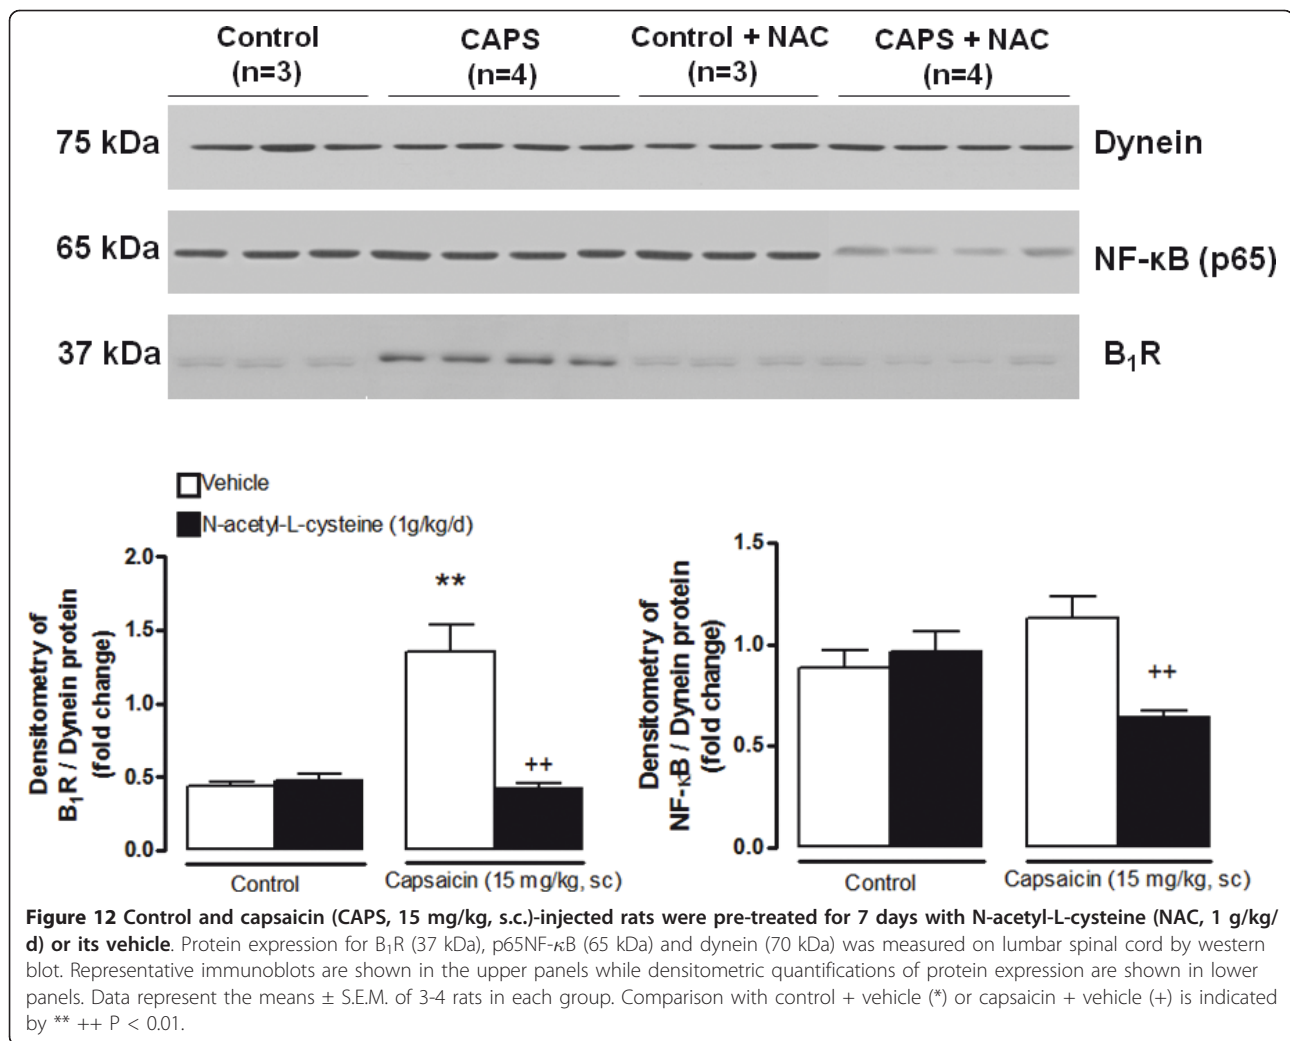 Control CAPS Control + NAC CAPS + NAC
(n=3) (n=4) (n=3) (n=4)
75 kDa Dynein
65 kDa NF-κB (p65)
37 kDa B₁R
Vehicle
N-acetyl-L-cysteine (1g/kg/d)
Densitometry of
B₁R / Dynein protein
(fold change)
2.0
1.5
1.0
0.5
0.0
**
++
Control
Capsaicin (15 mg/kg, sc)
Densitometry of
NF-κB / Dynein protein
(fold change)
1.5
1.0
0.5
0.0
++
Control
Capsaicin (15 mg/kg, sc)
Figure 12 Control and capsaicin (CAPS, 15 mg/kg, s.c.)-injected rats were pre-treated for 7 days with N-acetyl-L-cysteine (NAC, 1 g/kg/
d) or its vehicle. Protein expression for B₁R (37 kDa), p65NF-κB (65 kDa) and dynein (70 kDa) was measured on lumbar spinal cord by western
blot. Representative immunoblots are shown in the upper panels while densitometric quantifications of protein expression are shown in lower
panels. Data represent the means ± S.E.M. of 3-4 rats in each group. Comparison with control + vehicle (*) or capsaicin + vehicle (+) is indicated
by ** ++ P < 0.01.